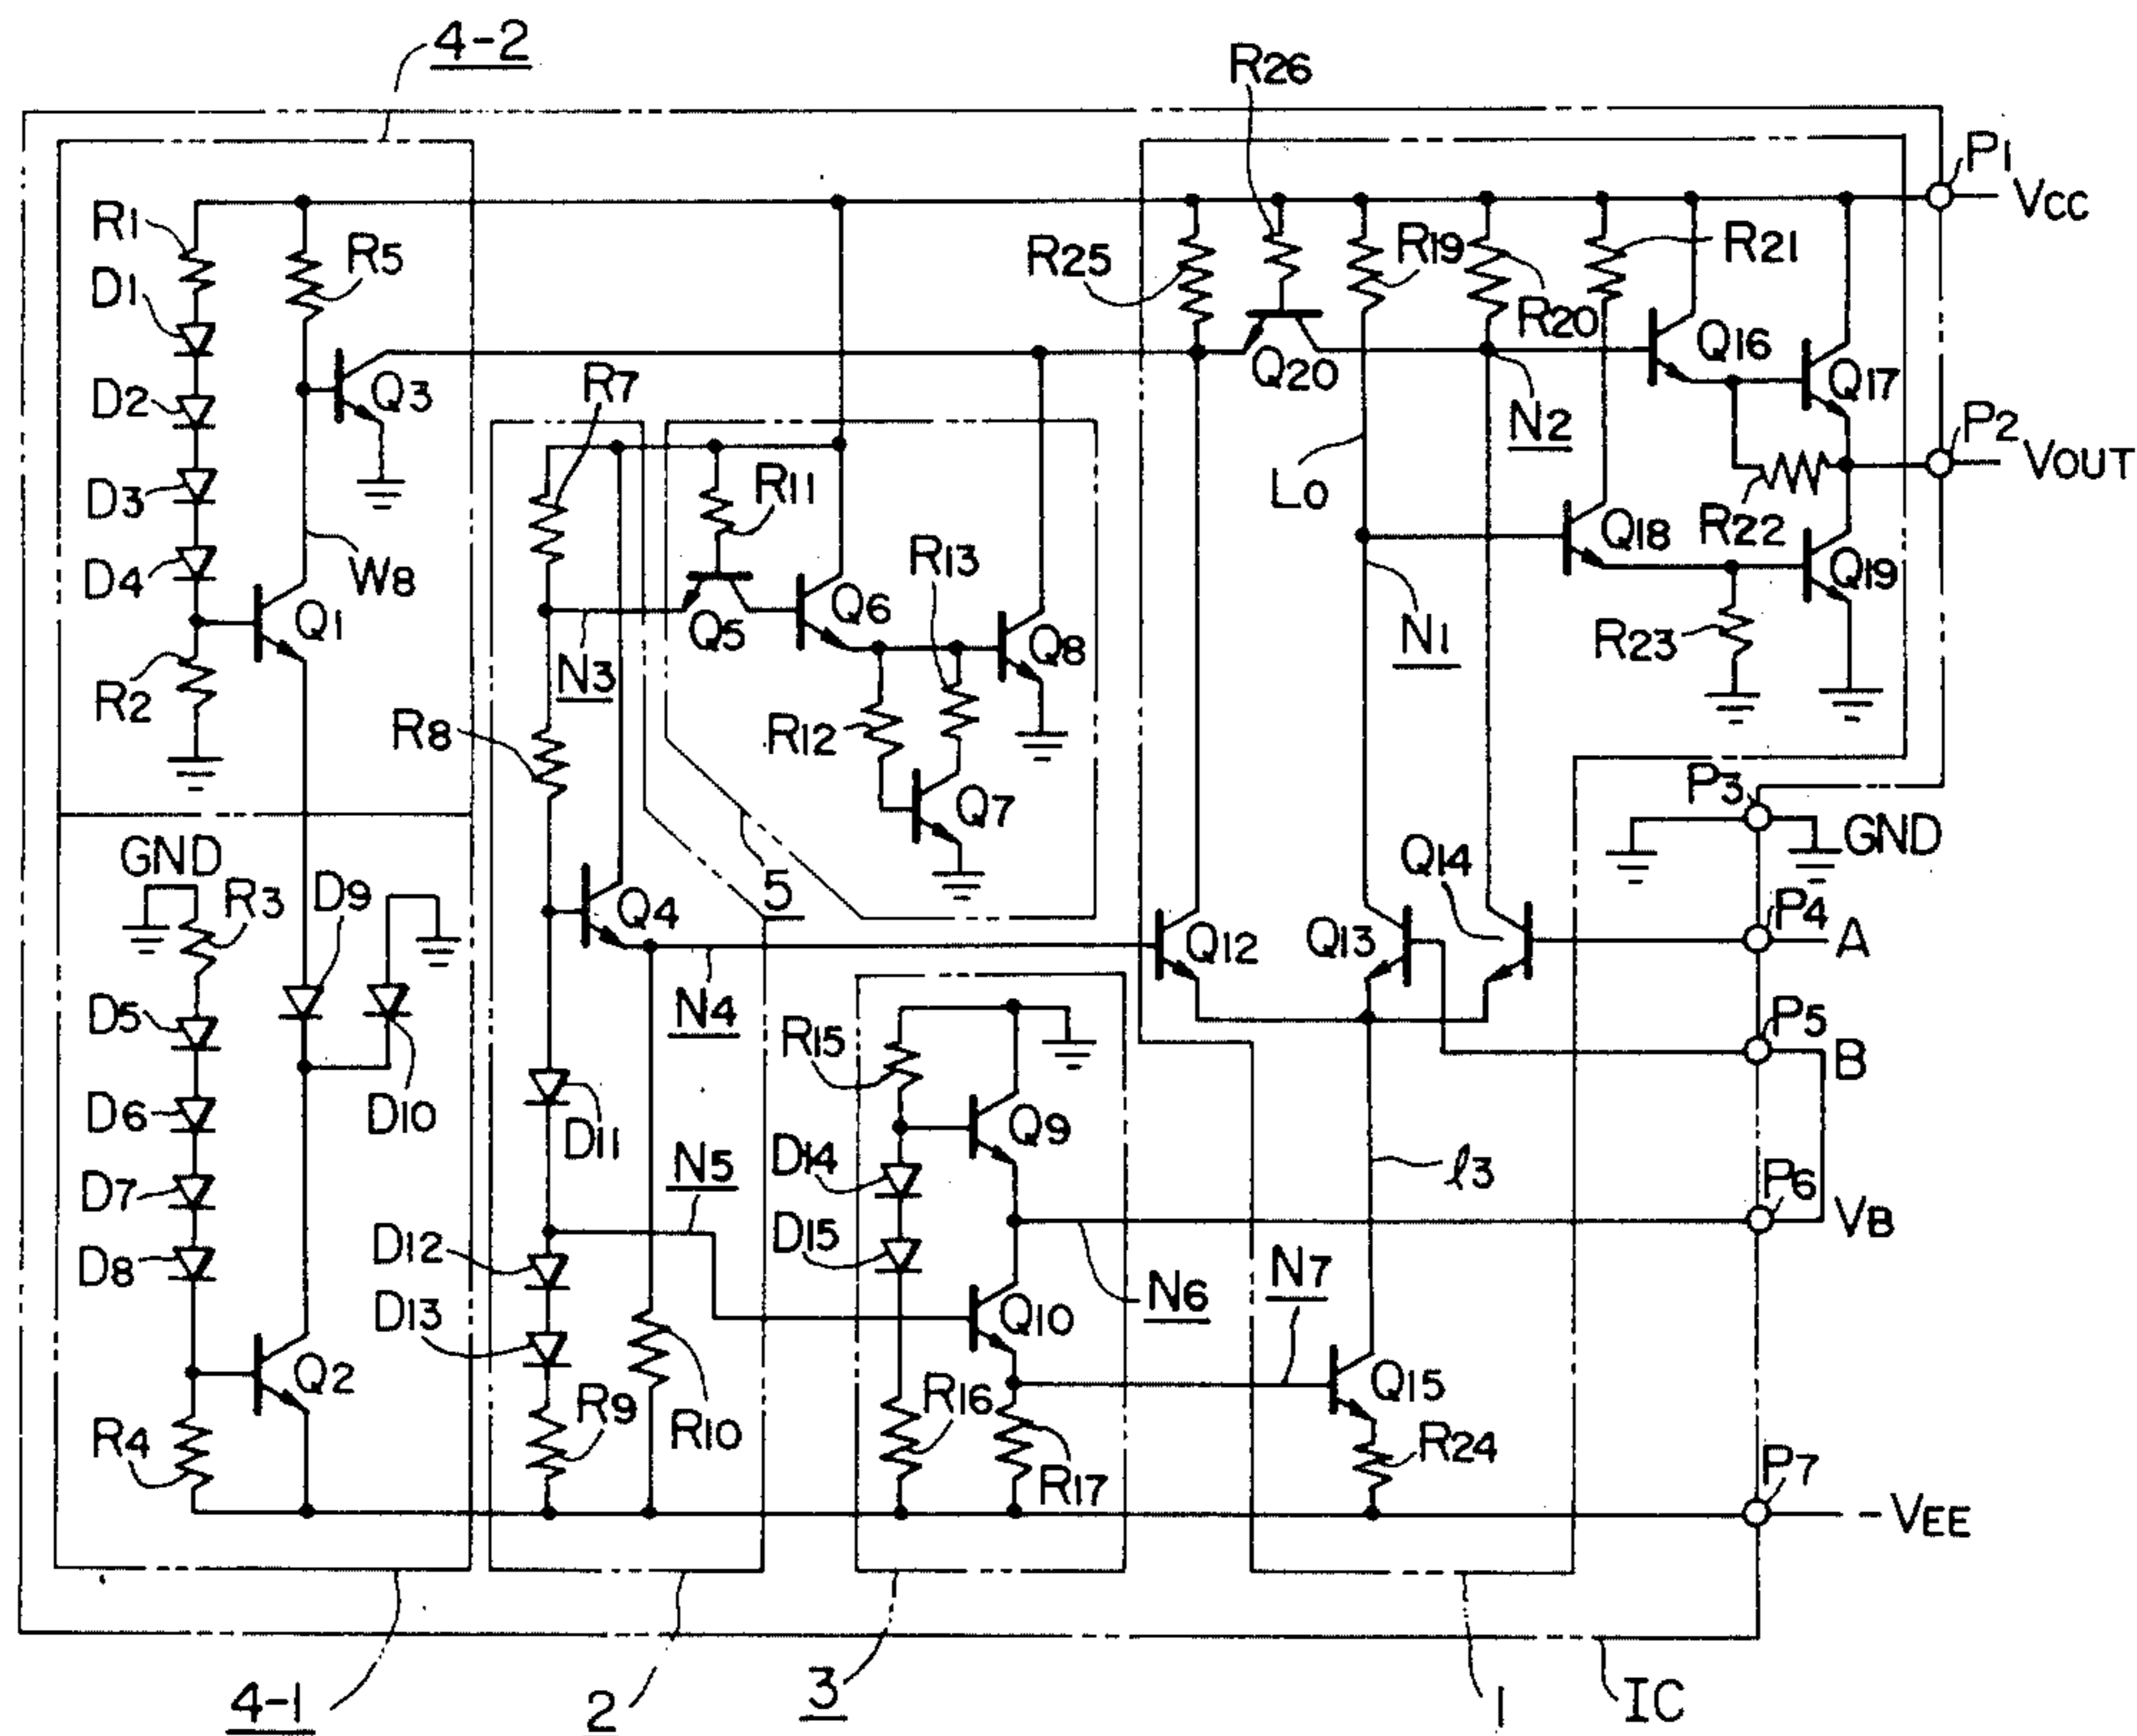 4-2
R26
P1
VCC
R1
R5
R25
R19
R21
D1
R20
Q16
Q17
D2
Q3
R7
Q20
N2
P2
VOUT
D3
R11
L0
Q18
R22
D4
W8
R13
Q19
Q1
Q5
Q6
Q8
N1
R23
R2
N3
R8
R12
Q7
P3
GND
GND
R3
D9
5
Q14
P4
A
Q4
Q12
Q13
D5
N4
R15
P5
B
D6
D10
D11
Q9
D7
N5
D14
l3
P6
VB
D8
D12
D15
N6
N7
D13
Q10
Q2
R9
R16
Q15
R4
R10
R17
R24
P7
-VEE
4-1
2
3
1
IC